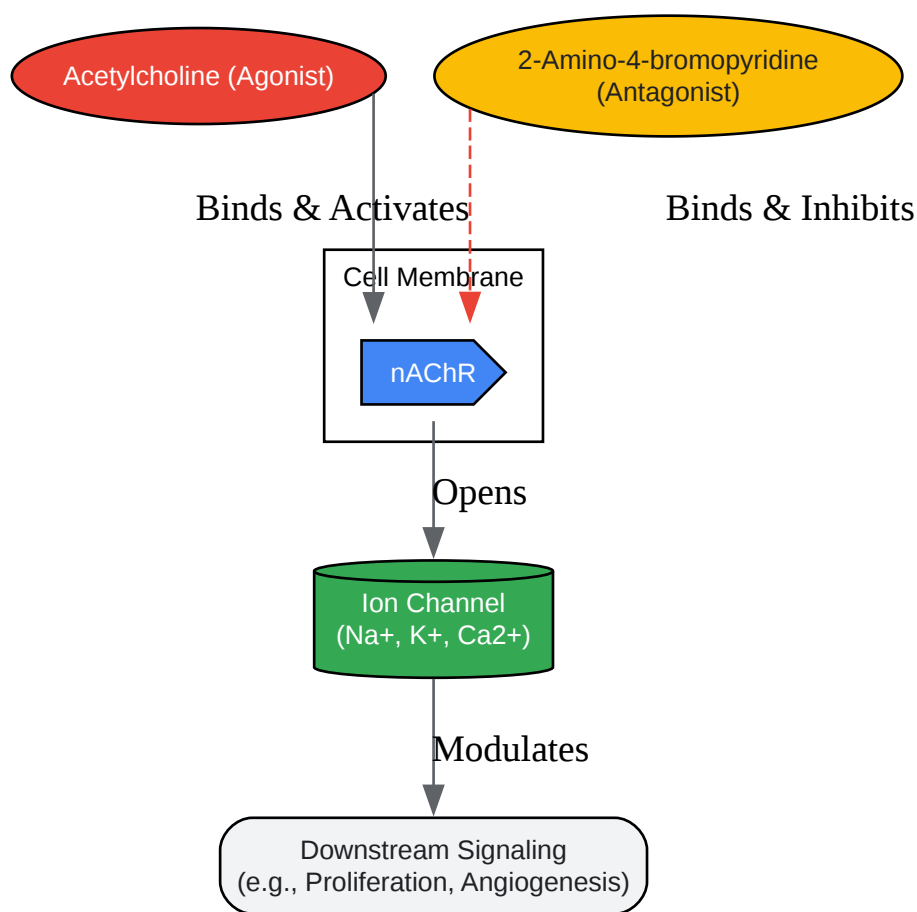 Acetylcholine (Agonist)
2-Amino-4-bromopyridine
(Antagonist)
Binds & Activates
Binds & Inhibits
Cell Membrane
nAChR
Opens
Ion Channel
(Na+, K+, Ca2+)
Modulates
Downstream Signaling
(e.g., Proliferation, Angiogenesis)